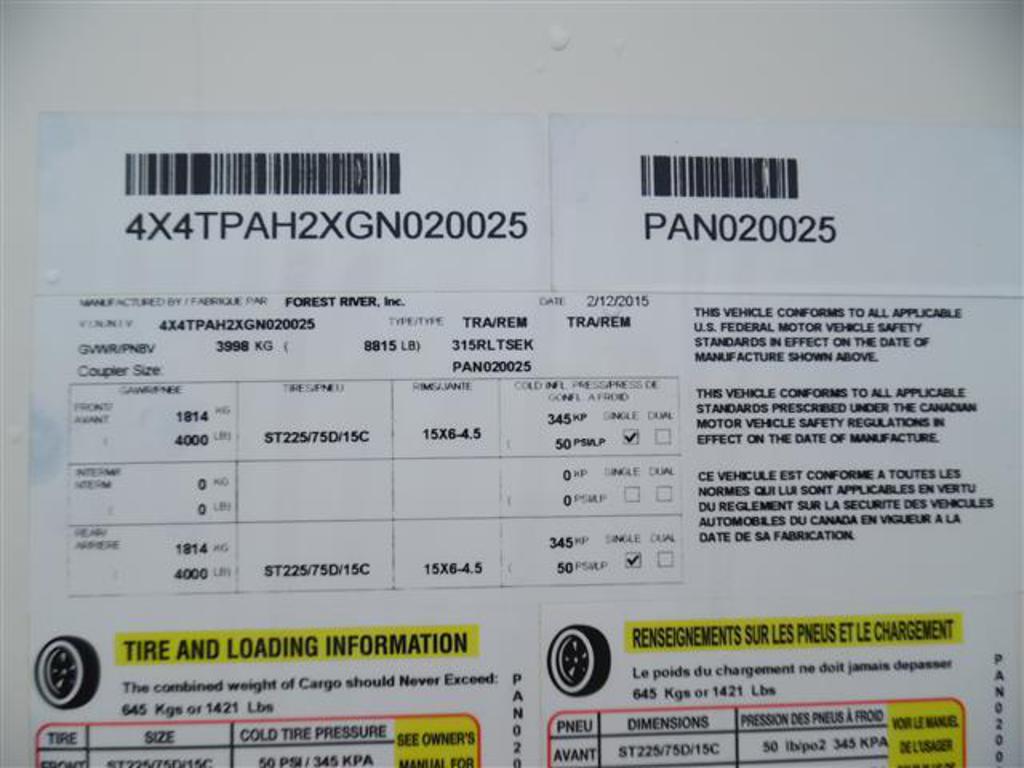 4X4TPAH2XGN020025
PAN020025
MANUFACTURED BY / FABRIQUE PAR FOREST RIVER, Inc. DATE 2/12/2015
V.I.N./N.I.V. 4X4TPAH2XGN020025 TYPE/TYPE TRA/REM TRA/REM
GVWR/PNBV 3998 KG ( 8815 LB) 315RLTSEK
Coupler Size: PAN020025
GAWR/PNBE TIRES/PNEU RIMS/JANTE COLD INFL. PRESS/PRESS DE
GONFL. A FROID
FRONT/
AVANT 1814 KG 345 KP SINGLE DUAL
( 4000 LB) ST225/75D/15C 15X6-4.5 ( 50 PSI/LP
INTERM/
INTERM 0 KG 0 KP SINGLE DUAL
( 0 LB) ( 0 PSI/LP
REAR/
ARRIERE 1814 KG 345 KP SINGLE DUAL
( 4000 LB) ST225/75D/15C 15X6-4.5 ( 50 PSI/LP
THIS VEHICLE CONFORMS TO ALL APPLICABLE
U.S. FEDERAL MOTOR VEHICLE SAFETY
STANDARDS IN EFFECT ON THE DATE OF
MANUFACTURE SHOWN ABOVE.
THIS VEHICLE CONFORMS TO ALL APPLICABLE
STANDARDS PRESCRIBED UNDER THE CANADIAN
MOTOR VEHICLE SAFETY REGULATIONS IN
EFFECT ON THE DATE OF MANUFACTURE.
CE VEHICULE EST CONFORME A TOUTES LES
NORMES QUI LUI SONT APPLICABLES EN VERTU
DU REGLEMENT SUR LA SECURITE DES VEHICULES
AUTOMOBILES DU CANADA EN VIGUEUR A LA
DATE DE SA FABRICATION.
TIRE AND LOADING INFORMATION
The combined weight of Cargo should Never Exceed:
645 Kgs or 1421 Lbs
TIRE SIZE COLD TIRE PRESSURE SEE OWNER'S
FRONT ST225/75D/15C 50 PSI / 345 KPA MANUAL FOR
PAN020
RENSEIGNEMENTS SUR LES PNEUS ET LE CHARGEMENT
Le poids du chargement ne doit jamais depasser
645 Kgs or 1421 Lbs
PNEU DIMENSIONS PRESSION DES PNEUS À FROID VOIR LE MANUEL
AVANT ST225/75D/15C 50 lb/po2 345 KPA DE L'USAGER
PAN0200